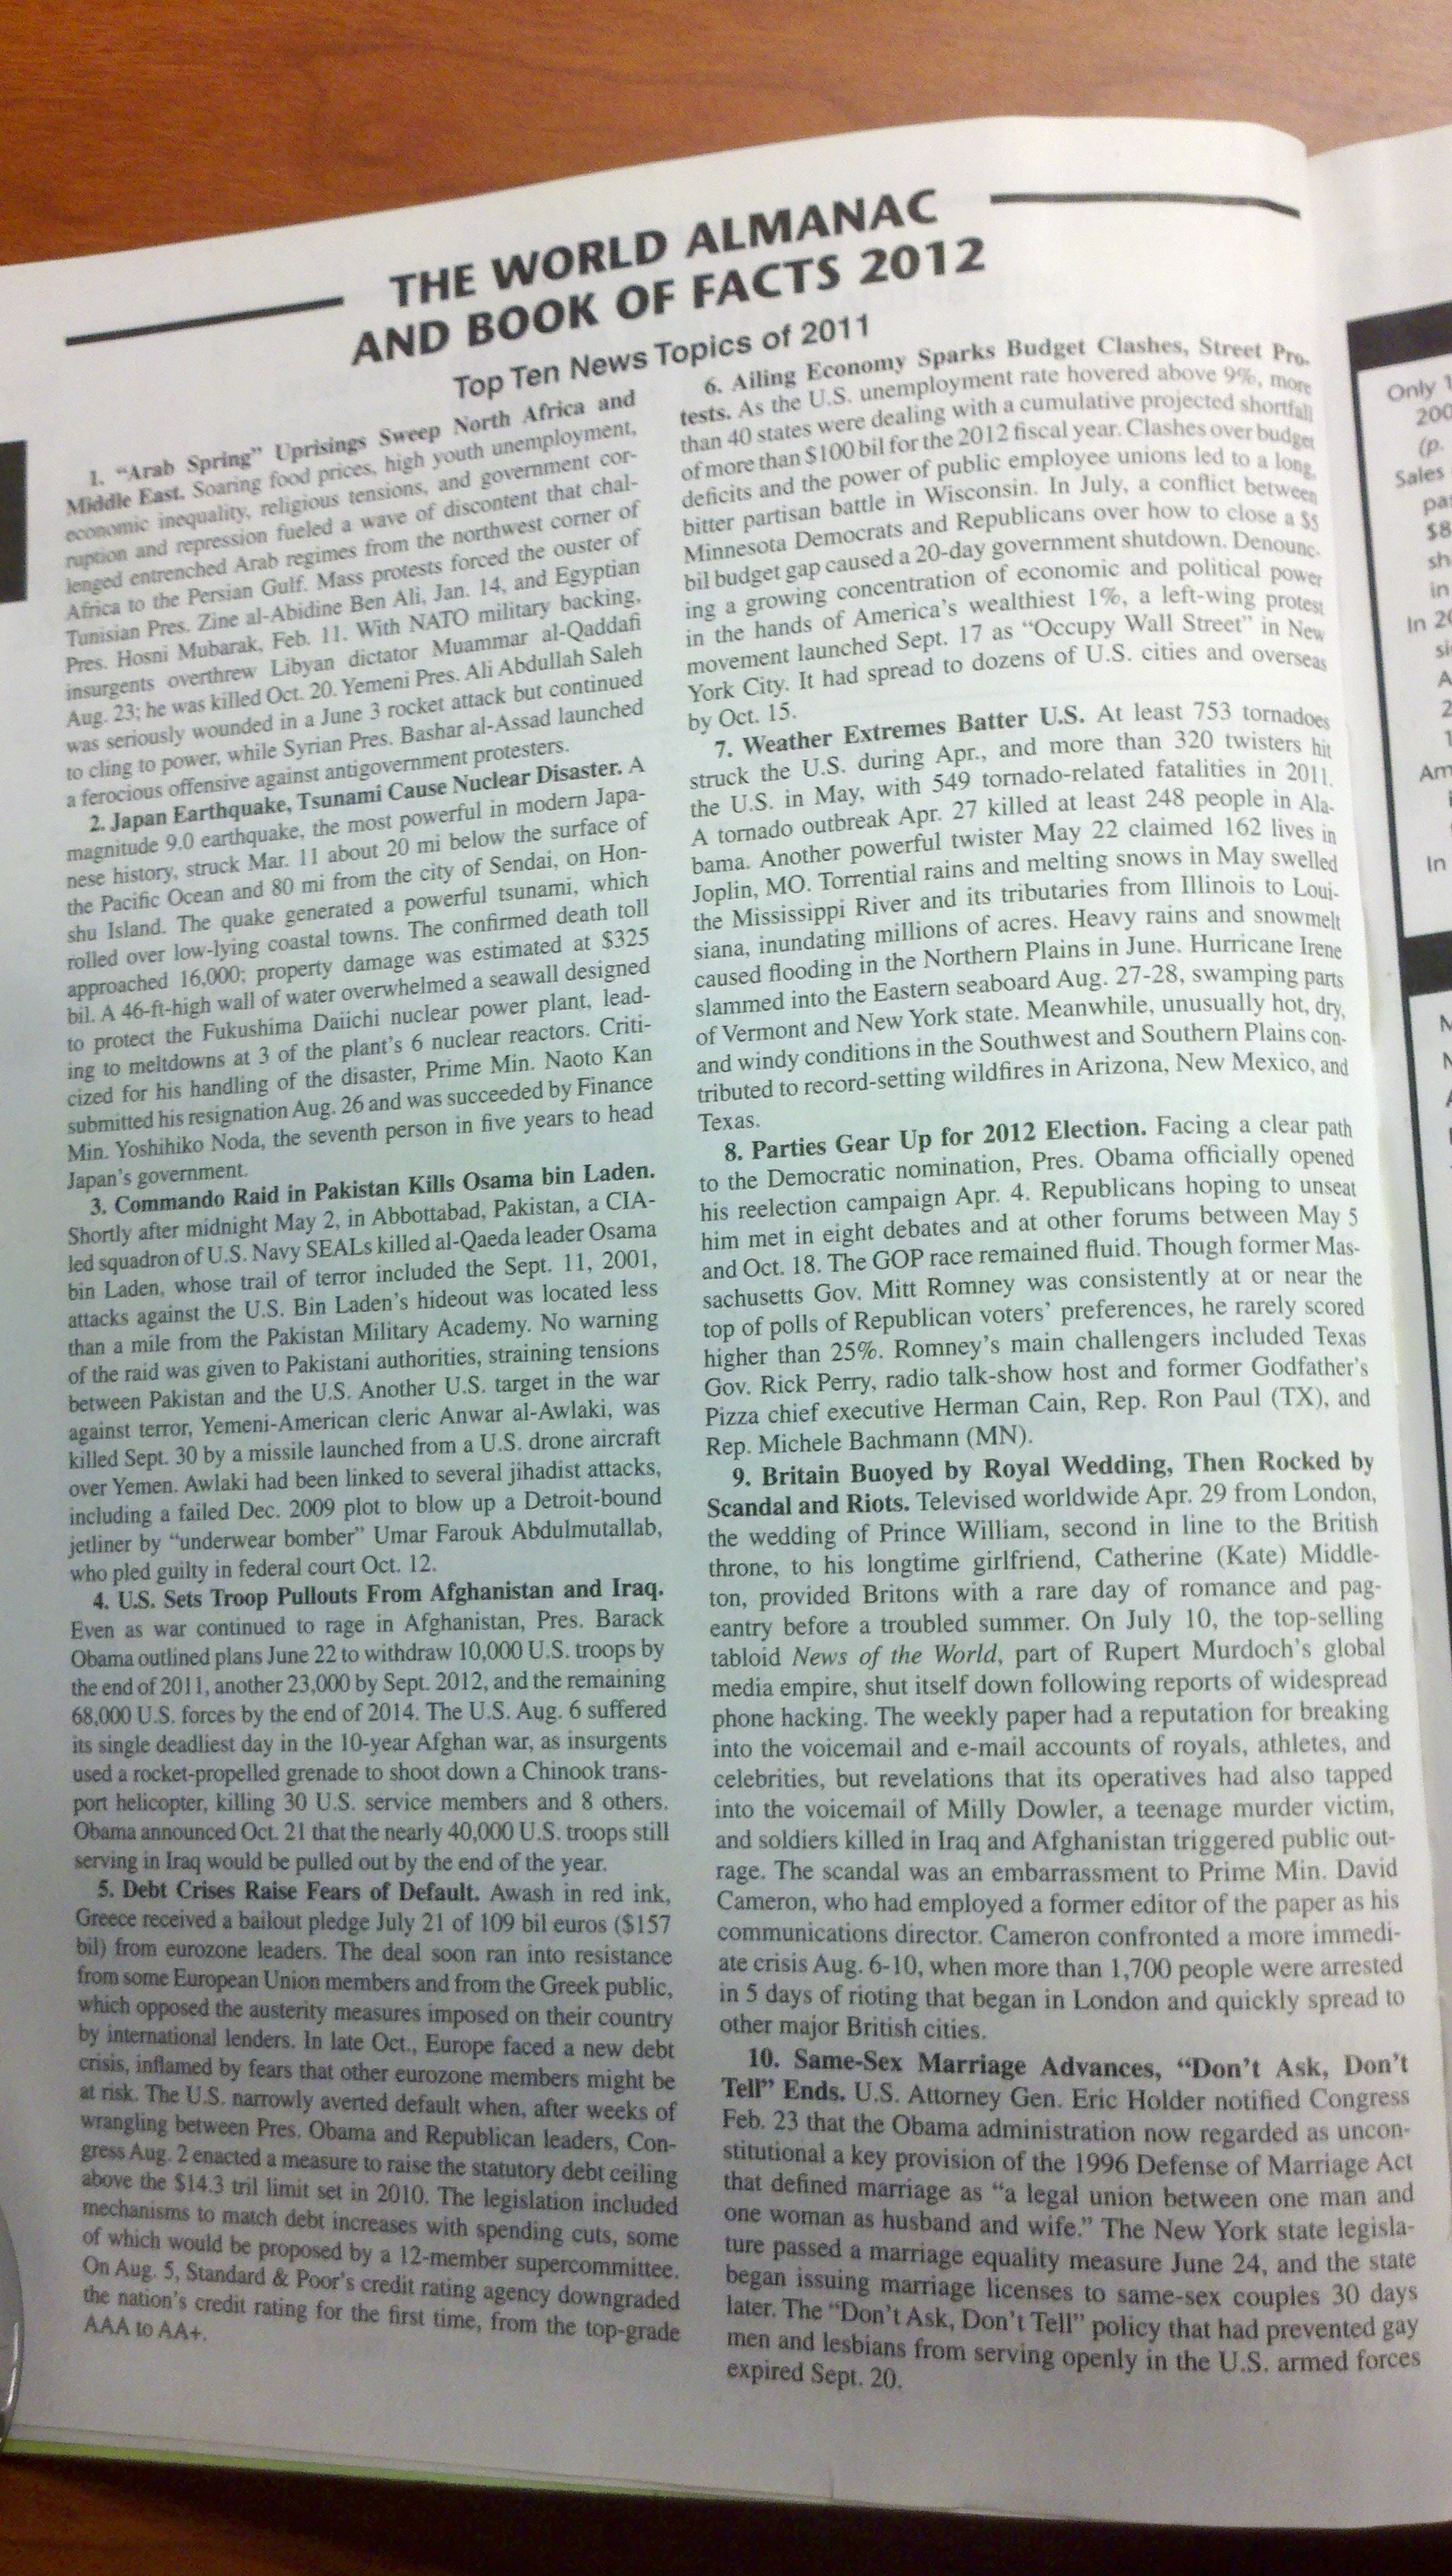 THE WORLD ALMANAC
AND BOOK OF FACTS 2012
Top Ten News Topics of 2011
1. “Arab Spring” Uprisings Sweep North Africa and
Middle East. Soaring food prices, high youth unemployment,
economic inequality, religious tensions, and government cor-
ruption and repression fueled a wave of discontent that chal-
lenged entrenched Arab regimes from the northwest corner of
Africa to the Persian Gulf. Mass protests forced the ouster of
Tunisian Pres. Zine al-Abidine Ben Ali, Jan. 14, and Egyptian
Pres. Hosni Mubarak, Feb. 11. With NATO military backing,
insurgents overthrew Libyan dictator Muammar al-Qaddafi
Aug. 23; he was killed Oct. 20. Yemeni Pres. Ali Abdullah Saleh
was seriously wounded in a June 3 rocket attack but continued
to cling to power, while Syrian Pres. Bashar al-Assad launched
a ferocious offensive against antigovernment protesters.
2. Japan Earthquake, Tsunami Cause Nuclear Disaster. A
magnitude 9.0 earthquake, the most powerful in modern Japa-
nese history, struck Mar. 11 about 20 mi below the surface of
the Pacific Ocean and 80 mi from the city of Sendai, on Hon-
shu Island. The quake generated a powerful tsunami, which
rolled over low-lying coastal towns. The confirmed death toll
approached 16,000; property damage was estimated at $325
bil. A 46-ft-high wall of water overwhelmed a seawall designed
to protect the Fukushima Daiichi nuclear power plant, lead-
ing to meltdowns at 3 of the plant’s 6 nuclear reactors. Criti-
cized for his handling of the disaster, Prime Min. Naoto Kan
submitted his resignation Aug. 26 and was succeeded by Finance
Min. Yoshihiko Noda, the seventh person in five years to head
Japan’s government.
3. Commando Raid in Pakistan Kills Osama bin Laden.
Shortly after midnight May 2, in Abbottabad, Pakistan, a CIA-
led squadron of U.S. Navy SEALs killed al-Qaeda leader Osama
bin Laden, whose trail of terror included the Sept. 11, 2001,
attacks against the U.S. Bin Laden’s hideout was located less
than a mile from the Pakistan Military Academy. No warning
of the raid was given to Pakistani authorities, straining tensions
between Pakistan and the U.S. Another U.S. target in the war
against terror, Yemeni-American cleric Anwar al-Awlaki, was
killed Sept. 30 by a missile launched from a U.S. drone aircraft
over Yemen. Awlaki had been linked to several jihadist attacks,
including a failed Dec. 2009 plot to blow up a Detroit-bound
jetliner by “underwear bomber” Umar Farouk Abdulmutallab,
who pled guilty in federal court Oct. 12.
4. U.S. Sets Troop Pullouts From Afghanistan and Iraq.
Even as war continued to rage in Afghanistan, Pres. Barack
Obama outlined plans June 22 to withdraw 10,000 U.S. troops by
the end of 2011, another 23,000 by Sept. 2012, and the remaining
68,000 U.S. forces by the end of 2014. The U.S. Aug. 6 suffered
its single deadliest day in the 10-year Afghan war, as insurgents
used a rocket-propelled grenade to shoot down a Chinook trans-
port helicopter, killing 30 U.S. service members and 8 others.
Obama announced Oct. 21 that the nearly 40,000 U.S. troops still
serving in Iraq would be pulled out by the end of the year.
5. Debt Crises Raise Fears of Default. Awash in red ink,
Greece received a bailout pledge July 21 of 109 bil euros ($157
bil) from eurozone leaders. The deal soon ran into resistance
from some European Union members and from the Greek public,
which opposed the austerity measures imposed on their country
by international lenders. In late Oct., Europe faced a new debt
crisis, inflamed by fears that other eurozone members might be
at risk. The U.S. narrowly averted default when, after weeks of
wrangling between Pres. Obama and Republican leaders, Con-
gress Aug. 2 enacted a measure to raise the statutory debt ceiling
above the $14.3 tril limit set in 2010. The legislation included
mechanisms to match debt increases with spending cuts, some
of which would be proposed by a 12-member supercommittee.
On Aug. 5, Standard & Poor’s credit rating agency downgraded
the nation’s credit rating for the first time, from the top-grade
AAA to AA+.
6. Ailing Economy Sparks Budget Clashes, Street Pro-
tests. As the U.S. unemployment rate hovered above 9%, more
than 40 states were dealing with a cumulative projected shortfall
of more than $100 bil for the 2012 fiscal year. Clashes over budget
deficits and the power of public employee unions led to a long,
bitter partisan battle in Wisconsin. In July, a conflict between
Minnesota Democrats and Republicans over how to close a $5
bil budget gap caused a 20-day government shutdown. Denounc-
ing a growing concentration of economic and political power
in the hands of America’s wealthiest 1%, a left-wing protest
movement launched Sept. 17 as “Occupy Wall Street” in New
York City. It had spread to dozens of U.S. cities and overseas
by Oct. 15.
7. Weather Extremes Batter U.S. At least 753 tornadoes
struck the U.S. during Apr., and more than 320 twisters hit
the U.S. in May, with 549 tornado-related fatalities in 2011.
A tornado outbreak Apr. 27 killed at least 248 people in Ala-
bama. Another powerful twister May 22 claimed 162 lives in
Joplin, MO. Torrential rains and melting snows in May swelled
the Mississippi River and its tributaries from Illinois to Loui-
siana, inundating millions of acres. Heavy rains and snowmelt
caused flooding in the Northern Plains in June. Hurricane Irene
slammed into the Eastern seaboard Aug. 27-28, swamping parts
of Vermont and New York state. Meanwhile, unusually hot, dry,
and windy conditions in the Southwest and Southern Plains con-
tributed to record-setting wildfires in Arizona, New Mexico, and
Texas.
8. Parties Gear Up for 2012 Election. Facing a clear path
to the Democratic nomination, Pres. Obama officially opened
his reelection campaign Apr. 4. Republicans hoping to unseat
him met in eight debates and at other forums between May 5
and Oct. 18. The GOP race remained fluid. Though former Mas-
sachusetts Gov. Mitt Romney was consistently at or near the
top of polls of Republican voters’ preferences, he rarely scored
higher than 25%. Romney’s main challengers included Texas
Gov. Rick Perry, radio talk-show host and former Godfather’s
Pizza chief executive Herman Cain, Rep. Ron Paul (TX), and
Rep. Michele Bachmann (MN).
9. Britain Buoyed by Royal Wedding, Then Rocked by
Scandal and Riots. Televised worldwide Apr. 29 from London,
the wedding of Prince William, second in line to the British
throne, to his longtime girlfriend, Catherine (Kate) Middle-
ton, provided Britons with a rare day of romance and pag-
eantry before a troubled summer. On July 10, the top-selling
tabloid News of the World, part of Rupert Murdoch’s global
media empire, shut itself down following reports of widespread
phone hacking. The weekly paper had a reputation for breaking
into the voicemail and e-mail accounts of royals, athletes, and
celebrities, but revelations that its operatives had also tapped
into the voicemail of Milly Dowler, a teenage murder victim,
and soldiers killed in Iraq and Afghanistan triggered public out-
rage. The scandal was an embarrassment to Prime Min. David
Cameron, who had employed a former editor of the paper as his
communications director. Cameron confronted a more immedi-
ate crisis Aug. 6-10, when more than 1,700 people were arrested
in 5 days of rioting that began in London and quickly spread to
other major British cities.
10. Same-Sex Marriage Advances, “Don’t Ask, Don’t
Tell” Ends. U.S. Attorney Gen. Eric Holder notified Congress
Feb. 23 that the Obama administration now regarded as uncon-
stitutional a key provision of the 1996 Defense of Marriage Act
that defined marriage as “a legal union between one man and
one woman as husband and wife.” The New York state legisla-
ture passed a marriage equality measure June 24, and the state
began issuing marriage licenses to same-sex couples 30 days
later. The “Don’t Ask, Don’t Tell” policy that had prevented gay
men and lesbians from serving openly in the U.S. armed forces
expired Sept. 20.
Only 1
200
(p.
Sales
pa
$8
sh
in
In 20
si
A
2
1
Am
In